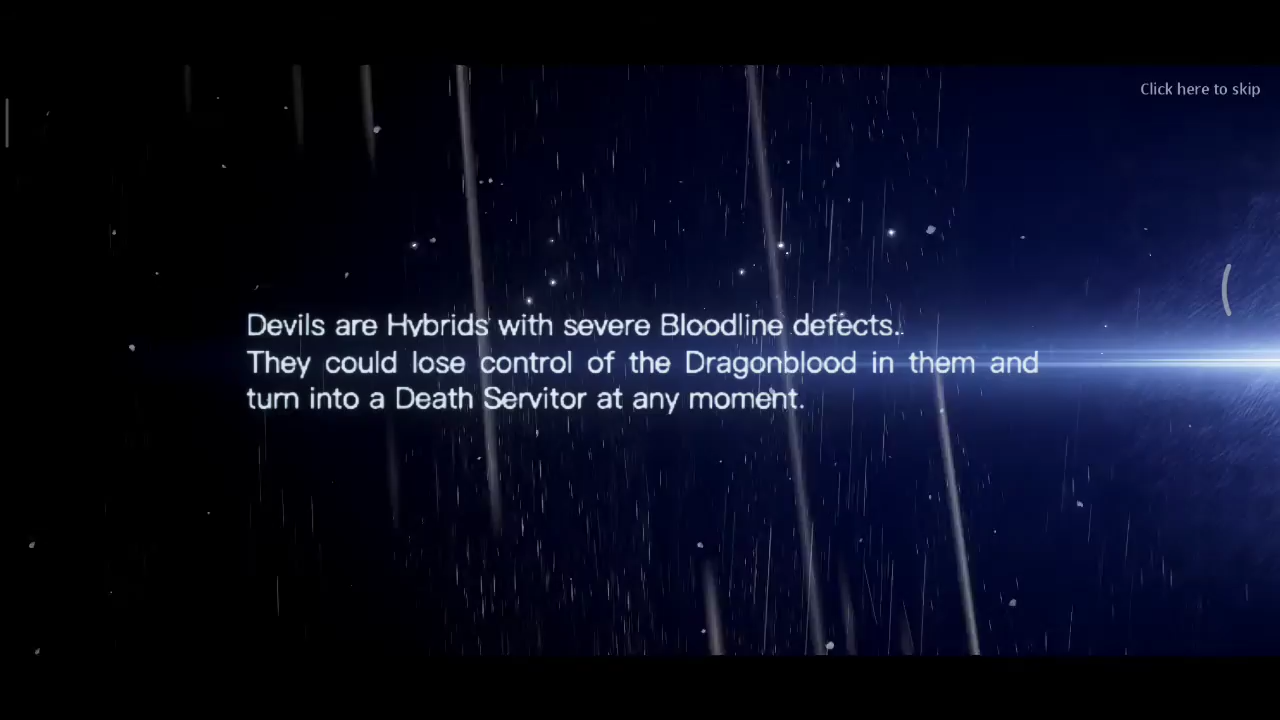 Click here to skip
Devils are Hybrids with severe Bloodline defects..
They could lose control of the Dragonblood in them and
turn into a Death Servitor at any moment.